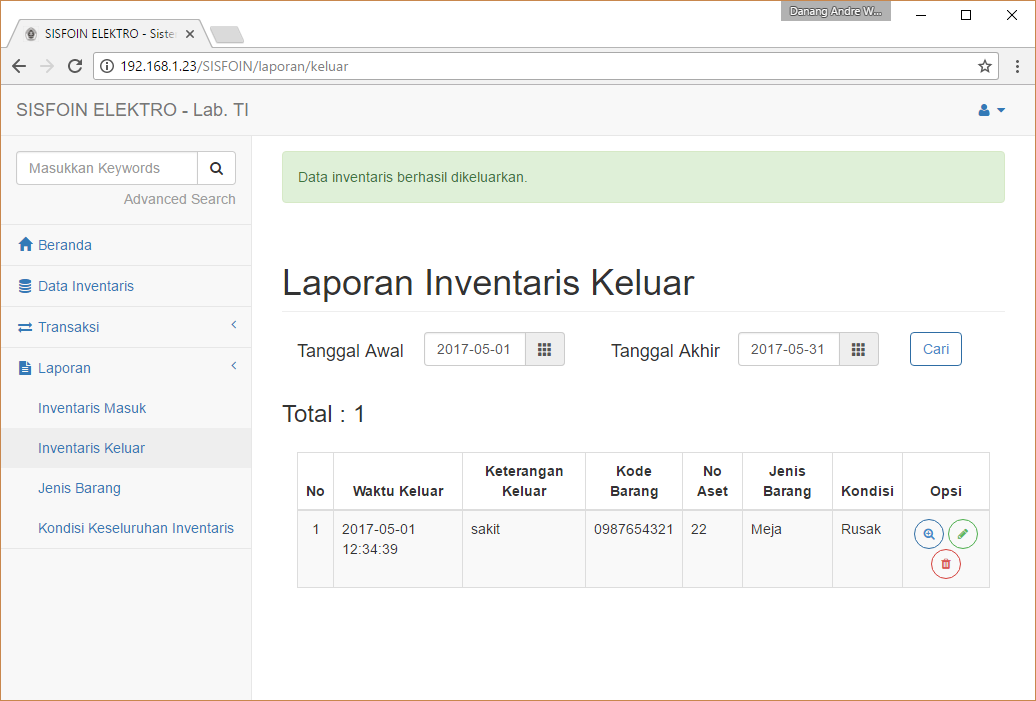 Danang Andre W...
SISFOIN ELEKTRO - Siste
192.168.1.23/SISFOIN/laporan/keluar
SISFOIN ELEKTRO - Lab. TI
Masukkan Keywords
Advanced Search
Beranda
Data Inventaris
Transaksi
Laporan
Inventaris Masuk
Inventaris Keluar
Jenis Barang
Kondisi Keseluruhan Inventaris
Data inventaris berhasil dikeluarkan.
Laporan Inventaris Keluar
Tanggal Awal 2017-05-01 Tanggal Akhir 2017-05-31 Cari
Total : 1
No Waktu Keluar Keterangan Keluar Kode Barang No Aset Jenis Barang Kondisi Opsi
1 2017-05-01 12:34:39 sakit 0987654321 22 Meja Rusak